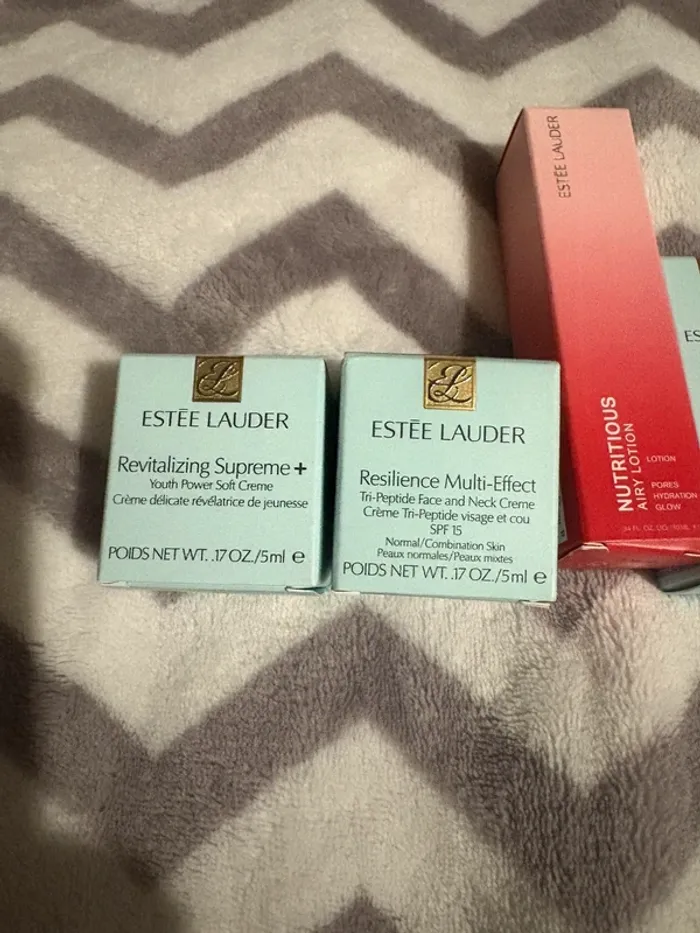 ESTĒE LAUDER
Revitalizing Supreme+
Youth Power Soft Creme
Crème délicate révélatrice de jeunesse
POIDS NET WT. .17 OZ./5ml e
ESTĒE LAUDER
Resilience Multi-Effect
Tri-Peptide Face and Neck Creme
Crème Tri-Peptide visage et cou
SPF 15
Normal/Combination Skin
Peaux normales/Peaux mixtes
POIDS NET WT. .17 OZ./5ml e
ESTĒE LAUDER
NUTRITIOUS
AIRY LOTION
LOTION
PORES
HYDRATION
GLOW
ES